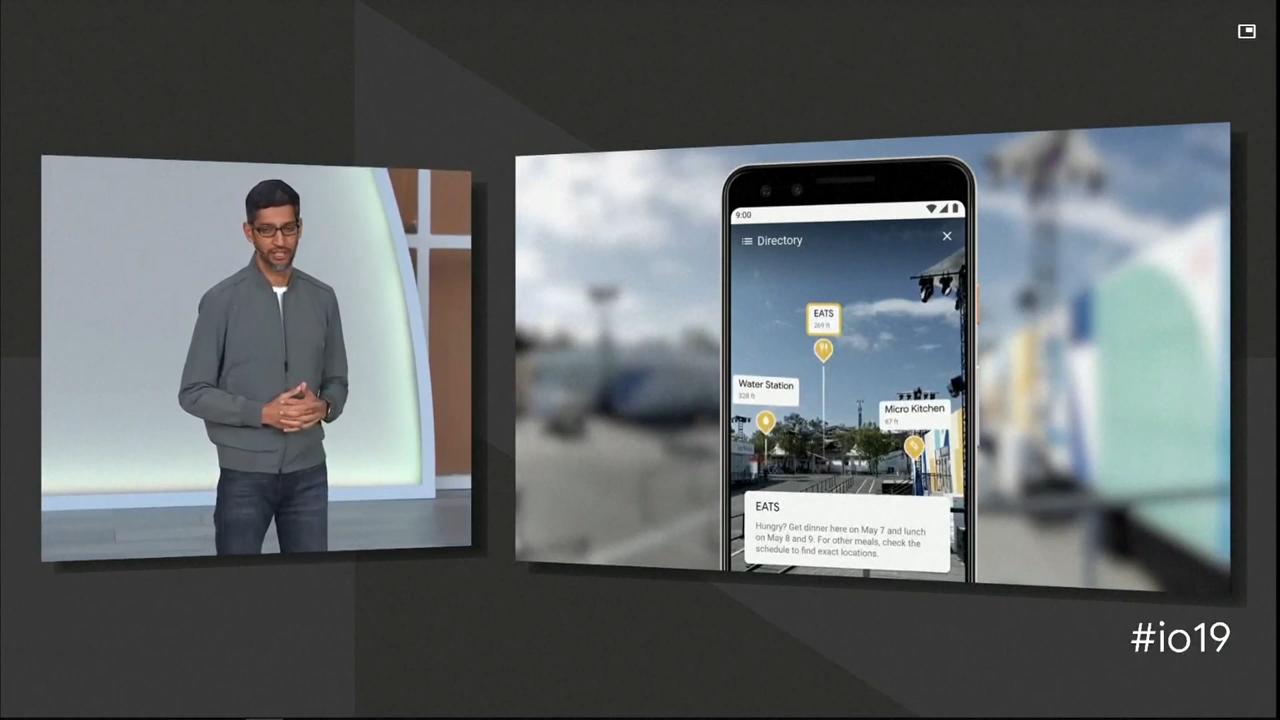 9:00
Directory
EATS
269 ft
Water Station
328 ft
Micro Kitchen
67 ft
EATS
Hungry? Get dinner here on May 7 and lunch
on May 8 and 9. For other meals, check the
schedule to find exact locations.
#io19